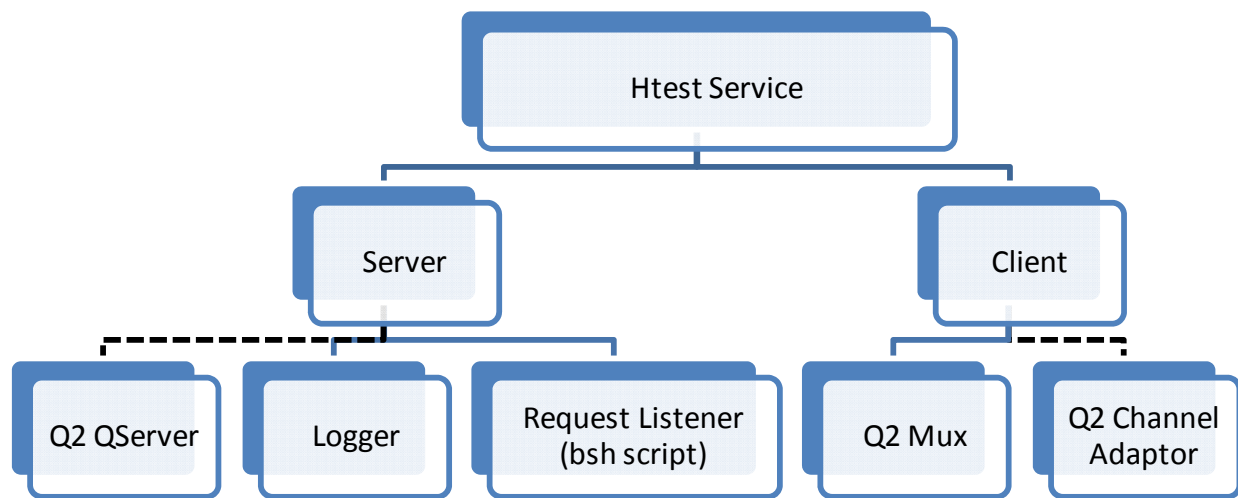 Htest Service
Server
Client
Q2 QServer
Logger
Request Listener
(bsh script)
Q2 Mux
Q2 Channel
Adaptor